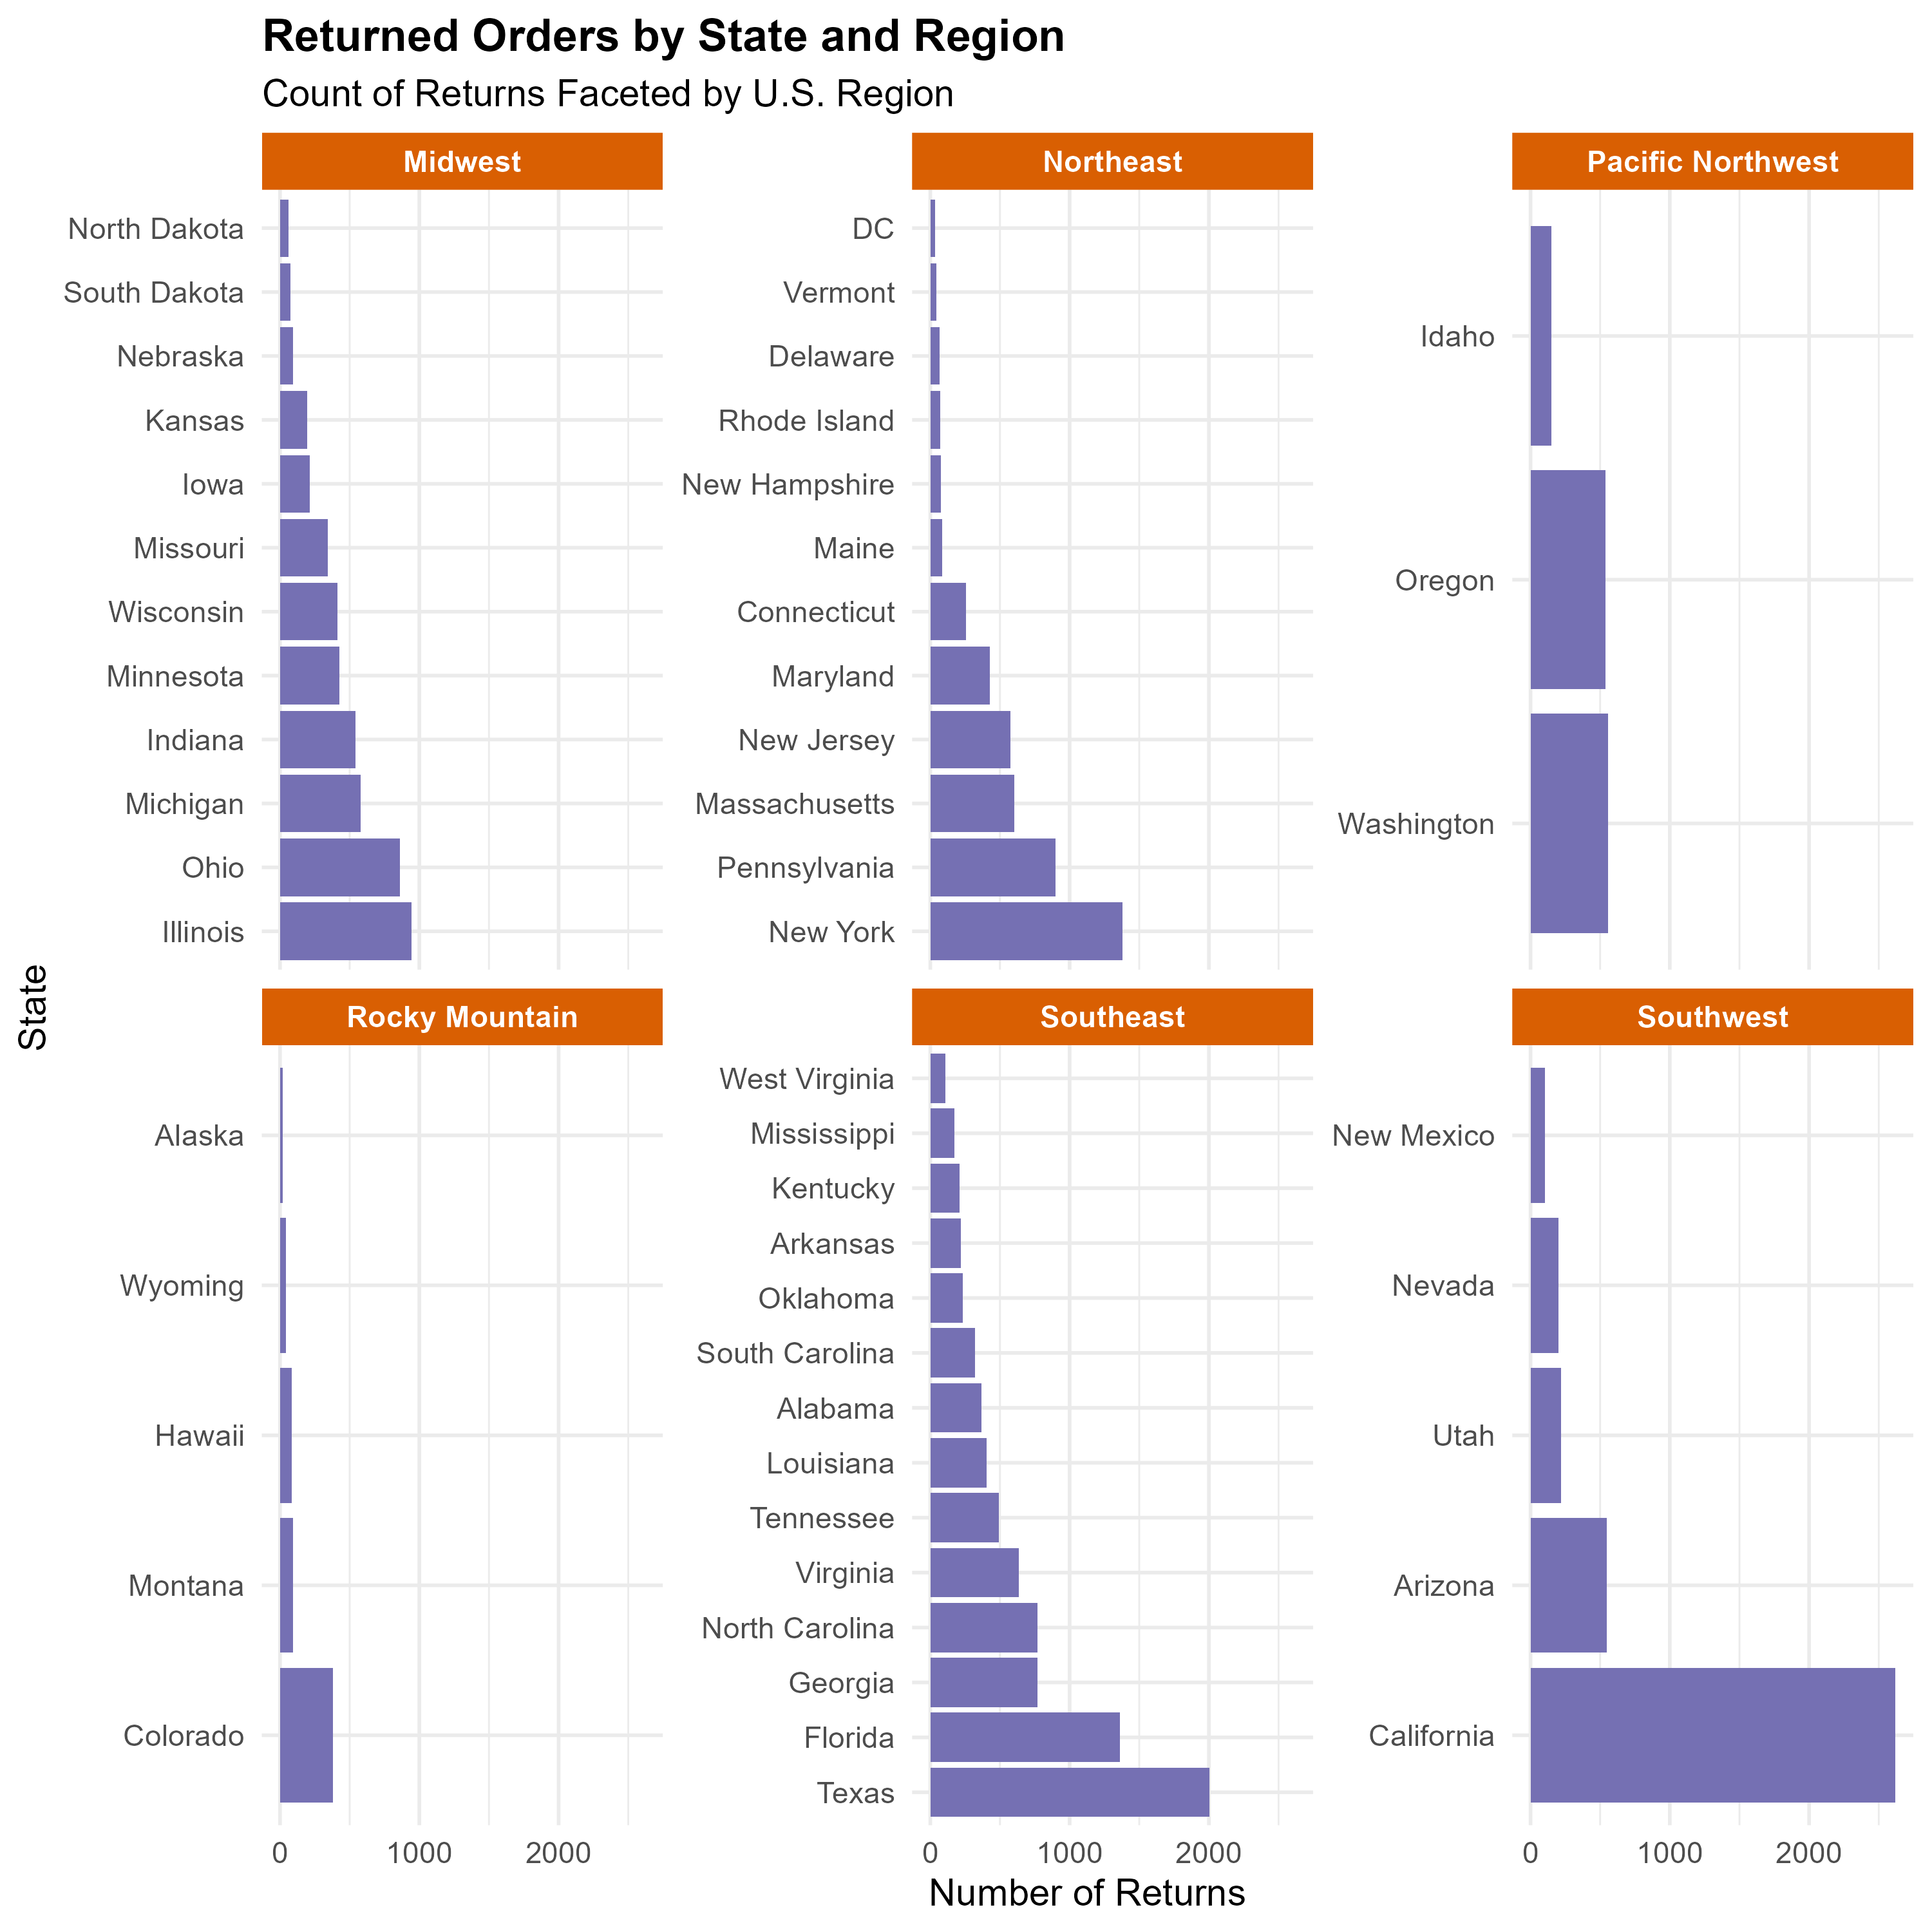 Returned Orders by State and Region
Count of Returns Faceted by U.S. Region
Midwest
North Dakota
South Dakota
Nebraska
Kansas
Iowa
Missouri
Wisconsin
Minnesota
Indiana
Michigan
Ohio
Illinois
Northeast
DC
Vermont
Delaware
Rhode Island
New Hampshire
Maine
Connecticut
Maryland
New Jersey
Massachusetts
Pennsylvania
New York
Pacific Northwest
Idaho
Oregon
Washington
State
Rocky Mountain
Alaska
Wyoming
Hawaii
Montana
Colorado
0 1000 2000
Southeast
West Virginia
Mississippi
Kentucky
Arkansas
Oklahoma
South Carolina
Alabama
Louisiana
Tennessee
Virginia
North Carolina
Georgia
Florida
Texas
0 1000 2000
Southwest
New Mexico
Nevada
Utah
Arizona
California
0 1000 2000
Number of Returns